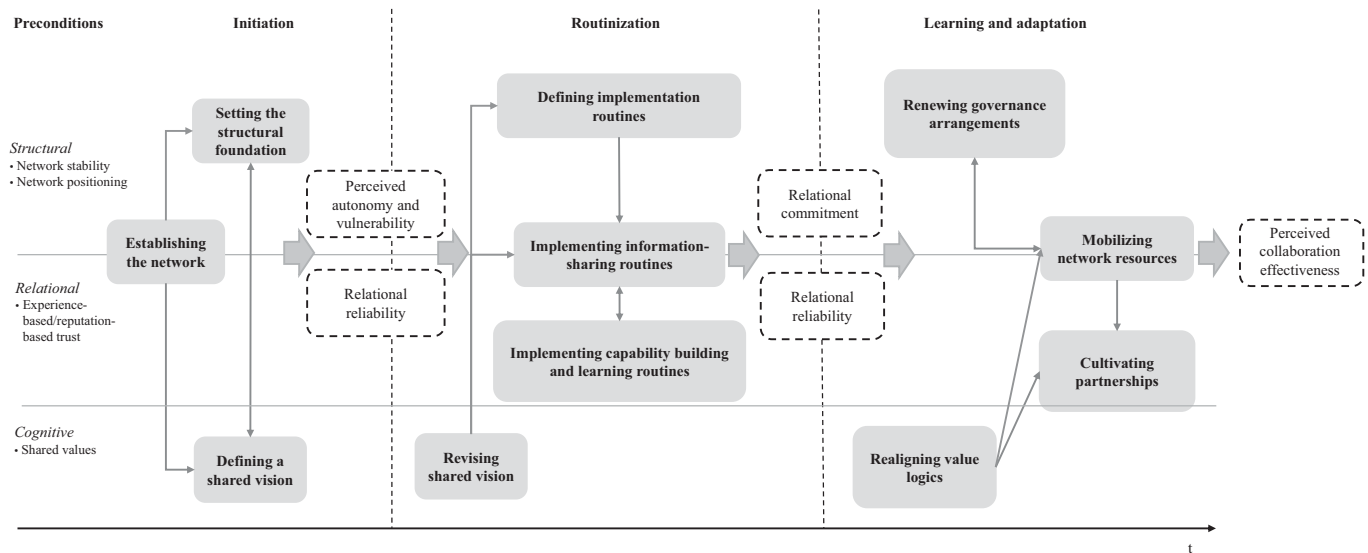 Preconditions
Initiation
Routinization
Learning and adaptation
Structural
• Network stability
• Network positioning
Relational
• Experience-
based/reputation-
based trust
Cognitive
• Shared values
Establishing
the network
Setting the
structural
foundation
Defining a
shared vision
Perceived
autonomy and
vulnerability
Relational
reliability
Defining implementation
routines
Implementing information-
sharing routines
Implementing capability building
and learning routines
Revising
shared vision
Relational
commitment
Relational
reliability
Renewing governance
arrangements
Mobilizing
network resources
Cultivating
partnerships
Realigning value
logics
Perceived
collaboration
effectiveness
t